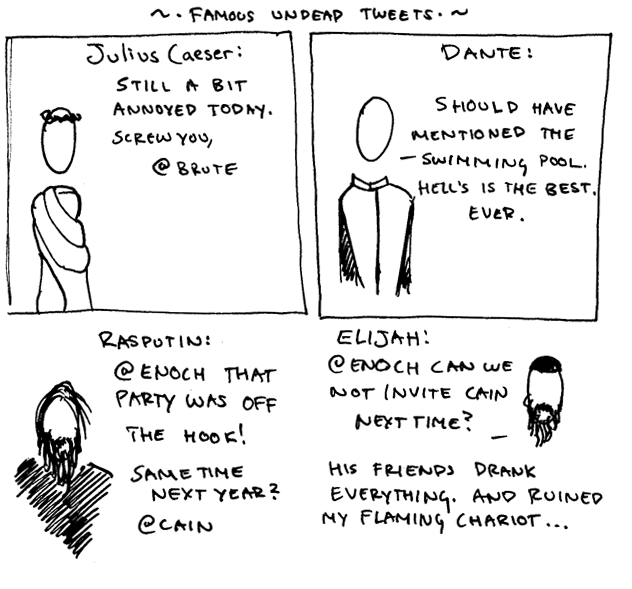 ~. FAMOUS UNDEAD TWEETS. ~
Julius Caeser:
STILL A BIT
ANNOYED TODAY.
SCREW YOU,
@BRUTE
DANTE:
SHOULD HAVE
MENTIONED THE
SWIMMING POOL.
HELL'S IS THE BEST.
EVER.
RASPUTIN:
@ENOCH THAT
PARTY WAS OFF
THE HOOK!
SAME TIME
NEXT YEAR?
@CAIN
ELIJAH:
@ENOCH CAN WE
NOT INVITE CAIN
NEXT TIME?
HIS FRIENDS DRANK
EVERYTHING. AND RUINED
MY FLAMING CHARIOT...